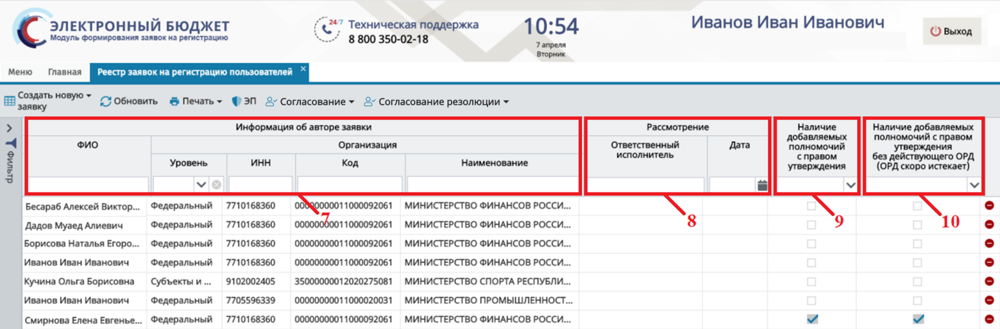 ЭЛЕКТРОННЫЙ БЮДЖЕТ
Модуль формирования заявок на регистрацию
24/7
Техническая поддержка
8 800 350-02-18
10:54
7 апреля
Вторник
Иванов Иван Иванович
Выход
Меню Главная Реестр заявок на регистрацию пользователей
Создать новую
заявку
Обновить Печать ЭП Согласование Согласование резолюции
Фильтр
Информация об авторе заявки
ФИО
Организация
Уровень ИНН Код Наименование
Рассмотрение
Ответственный
исполнитель
Дата
Наличие
добавляемых
полномочий
с правом
утверждения
Наличие добавляемых
полномочий с правом
утверждения
без действующего ОРД
(ОРД скоро истекает)
7
8
9
10
Бесараб Алексей Виктор... Федеральный 7710168360 00000000011000092061 МИНИСТЕРСТВО ФИНАНСОВ РОССИ...
Дадов Муаед Алиевич Федеральный 7710168360 00000000011000092061 МИНИСТЕРСТВО ФИНАНСОВ РОССИ...
Борисова Наталья Егоро... Федеральный 7710168360 00000000011000092061 МИНИСТЕРСТВО ФИНАНСОВ РОССИ...
Иванов Иван Иванович Федеральный 7710168360 00000000011000092061 МИНИСТЕРСТВО ФИНАНСОВ РОССИ...
Кучина Ольга Борисовна Субъекты и ... 9102002405 35000000012020275081 МИНИСТЕРСТВО СПОРТА РЕСПУБЛИ...
Иванов Иван Иванович Федеральный 7705596339 00000000011000020031 МИНИСТЕРСТВО ПРОМЫШЛЕННОСТ...
Смирнова Елена Евгенье... Федеральный 7710168360 00000000011000092061 МИНИСТЕРСТВО ФИНАНСОВ РОССИ...